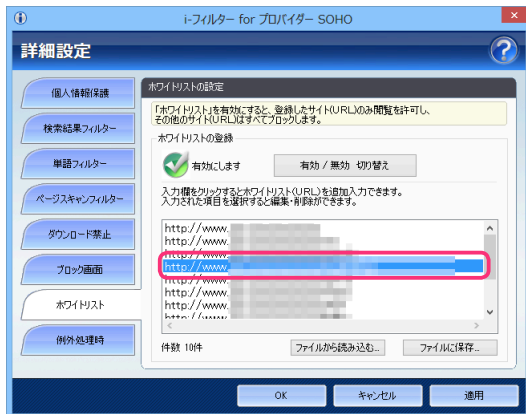 i-フィルター for プロバイダー SOHO
詳細設定
個人情報保護
検索結果フィルター
単語フィルター
ページスキャンフィルター
ダウンロード禁止
ブロック画面
ホワイトリスト
例外処理時
ホワイトリストの設定
「ホワイトリスト」を有効にすると、登録したサイト(URL)のみ閲覧を許可し、
その他のサイト(URL)はすべてブロックします。
ホワイトリストの登録
有効にします
有効 / 無効 切り替え
入力欄をクリックするとホワイトリスト(URL)を追加入力できます。
入力された項目を選択すると編集・削除ができます。
http://www.
http://www.
http://www.
http://www.
http://www.
http://www.
http://www.
http://www.
件数 10件
ファイルから読み込む...
ファイルに保存...
OK
キャンセル
適用